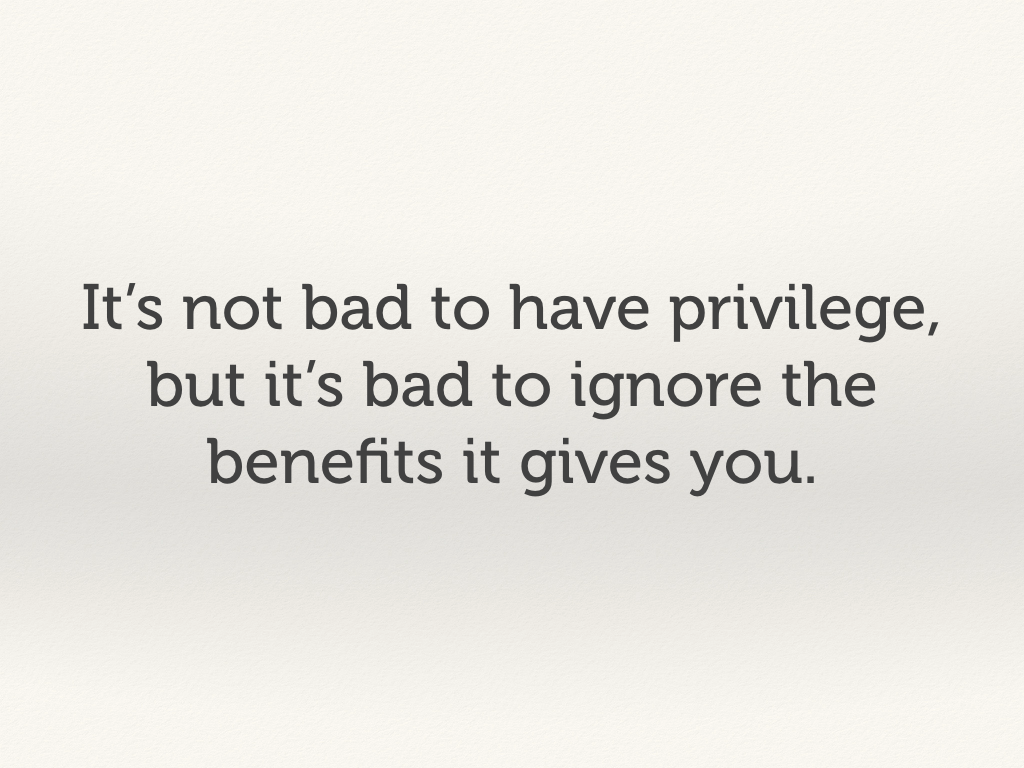 It’s not bad to have privilege,
but it’s bad to ignore the
benefits it gives you.